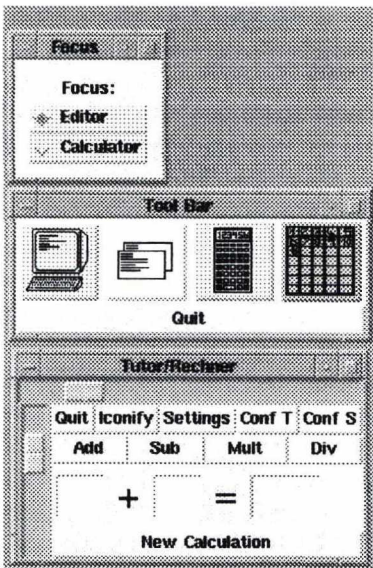 Focus
Focus:
Editor
Calculator
Tool Bar
Quit
Tutor/Rechner
Quit Iconify Settings Conf T Conf S
Add Sub Mult Div
+ =
New Calculation